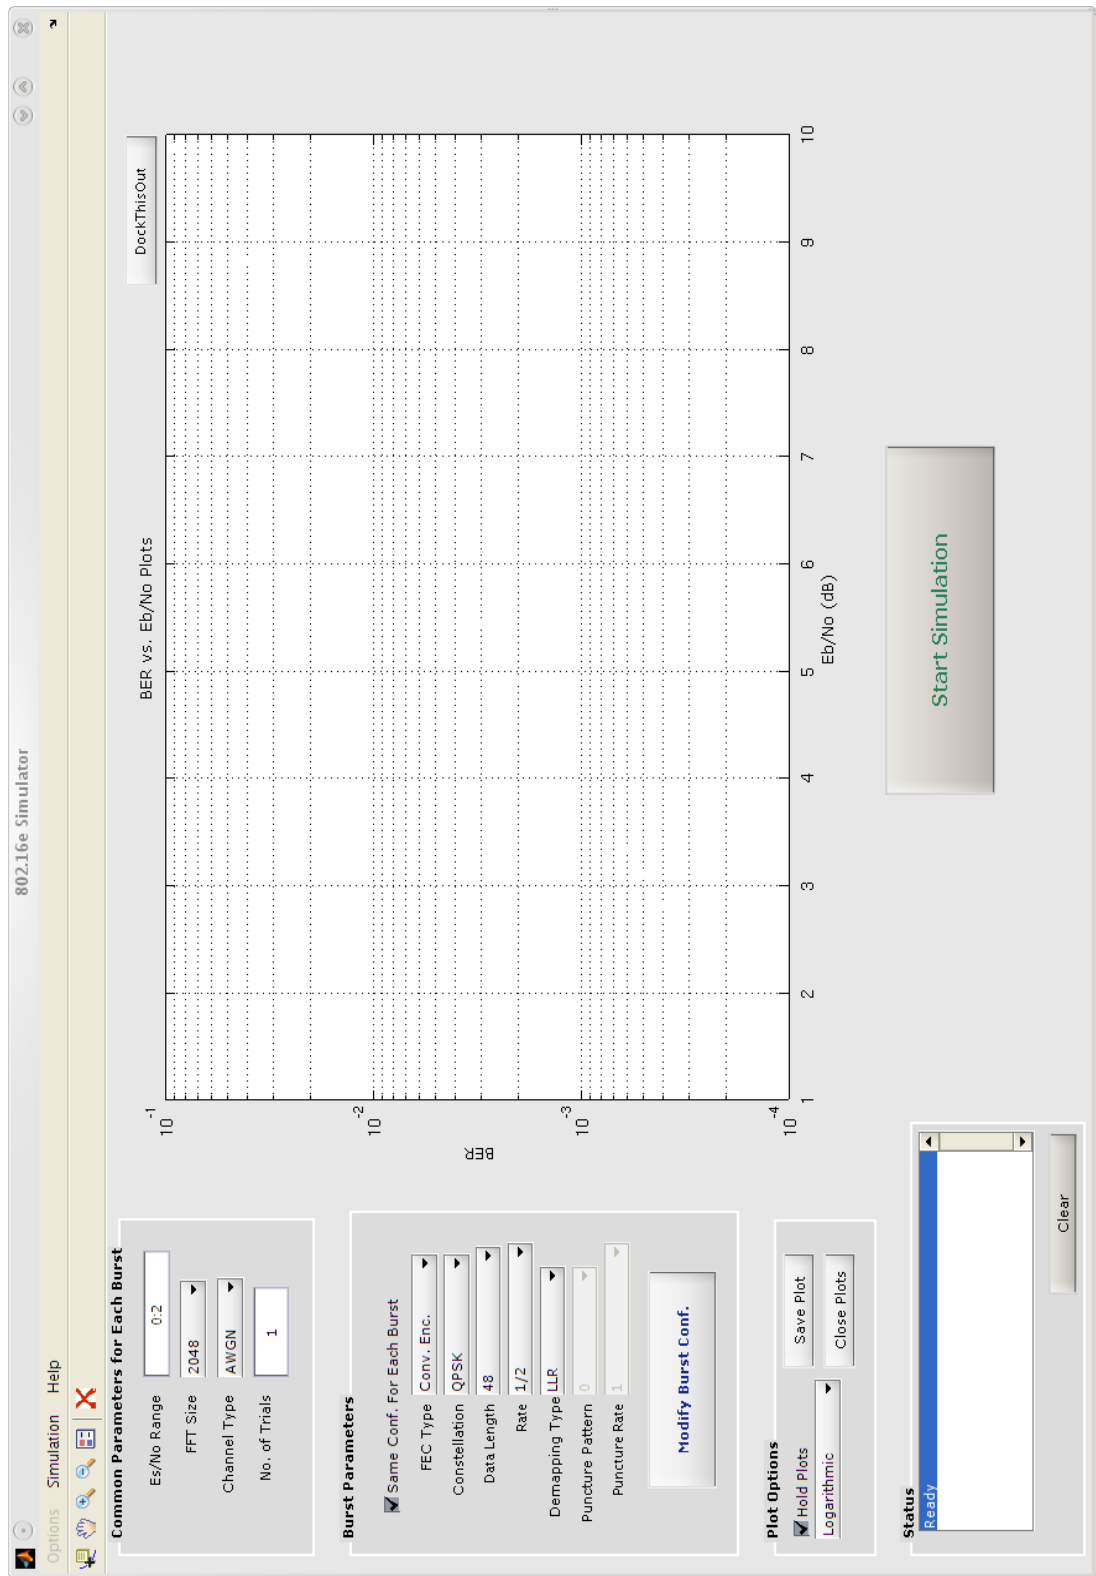 802.16e Simulator
Options Simulation Help
Common Parameters for Each Burst
Es/No Range 0:2
FFT Size 2048
Channel Type AWGN
No. of Trials 1
Burst Parameters
Same Conf. For Each Burst
FEC Type Conv. Enc.
Constellation QPSK
Data Length 48
Rate 1/2
Demapping Type LLR
Puncture Pattern 0
Puncture Rate 1
Modify Burst Conf.
Plot Options
Hold Plots
Save Plot
Logarithmic
Close Plots
Status
Ready
Clear
BER vs. Eb/No Plots
DockThisOut
10^-1
10^-2
10^-3
10^-4
BER
1 2 3 4 5 6 7 8 9 10
Eb/No (dB)
Start Simulation